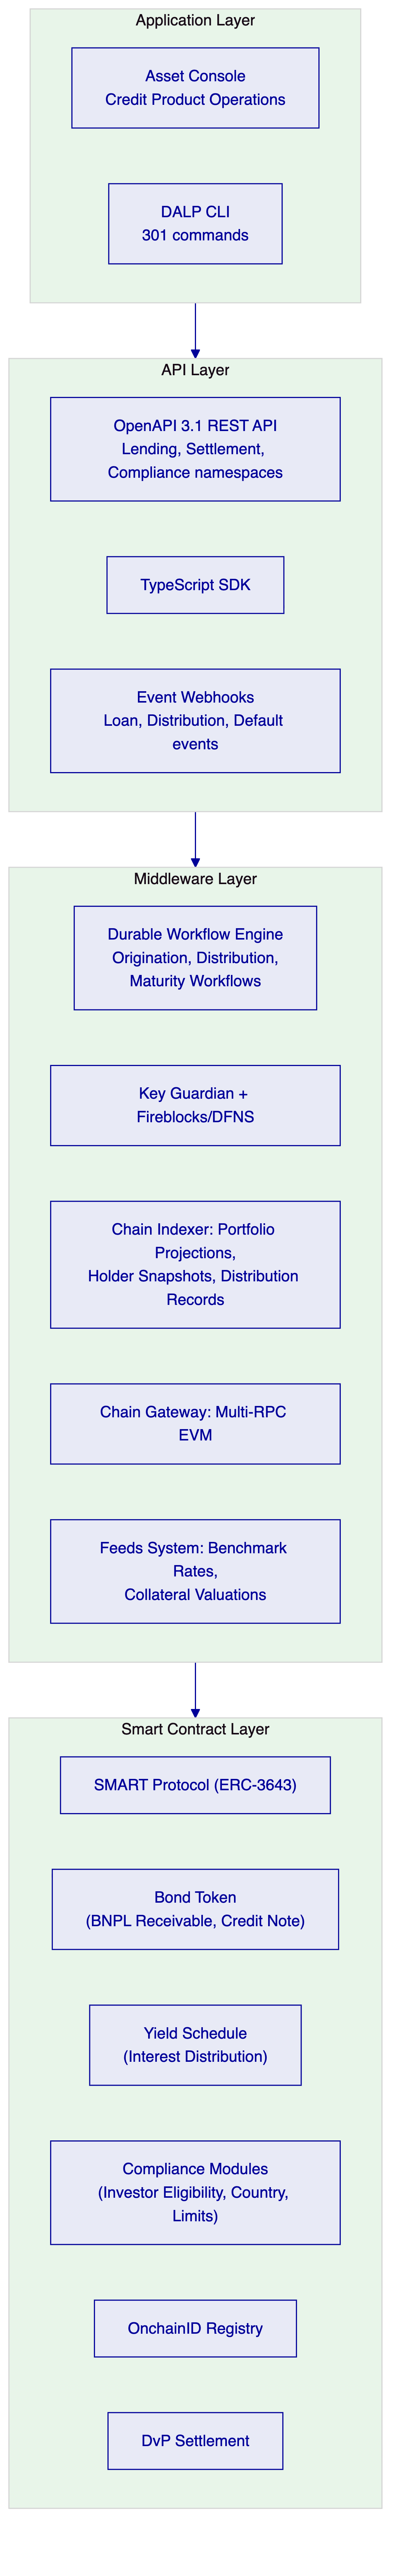 Application Layer
Asset Console
Credit Product Operations
DALP CLI
301 commands
API Layer
OpenAPI 3.1 REST API
Lending, Settlement,
Compliance namespaces
TypeScript SDK
Event Webhooks
Loan, Distribution, Default
events
Middleware Layer
Durable Workflow Engine
Origination, Distribution,
Maturity Workflows
Key Guardian +
Fireblocks/DFNS
Chain Indexer: Portfolio
Projections,
Holder Snapshots, Distribution
Records
Chain Gateway: Multi-RPC
EVM
Feeds System: Benchmark
Rates,
Collateral Valuations
Smart Contract Layer
SMART Protocol (ERC-3643)
Bond Token
(BNPL Receivable, Credit Note)
Yield Schedule
(Interest Distribution)
Compliance Modules
(Investor Eligibility, Country,
Limits)
OnchainID Registry
DvP Settlement